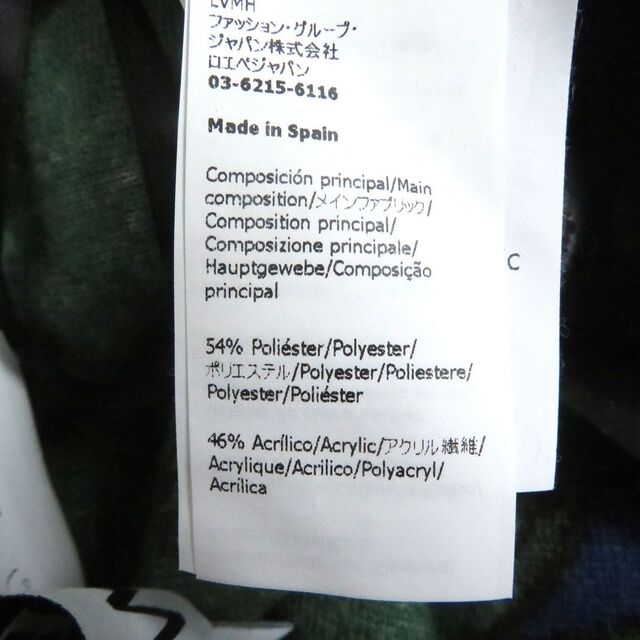 LVMH
ファッション・グループ・
ジャパン株式会社
ロエベジャパン
03-6215-6116
Made in Spain
Composición principal/Main
composition/メインファブリック/
Composition principal/
Composizione principale/
Hauptgewebe/Composição
principal
54% Poliéster/Polyester/
ポリエステル/Polyester/Poliestere/
Polyester/Poliéster
46% Acrílico/Acrylic/アクリル繊維/
Acrylique/Acrilico/Polyacryl/
Acrílica
C